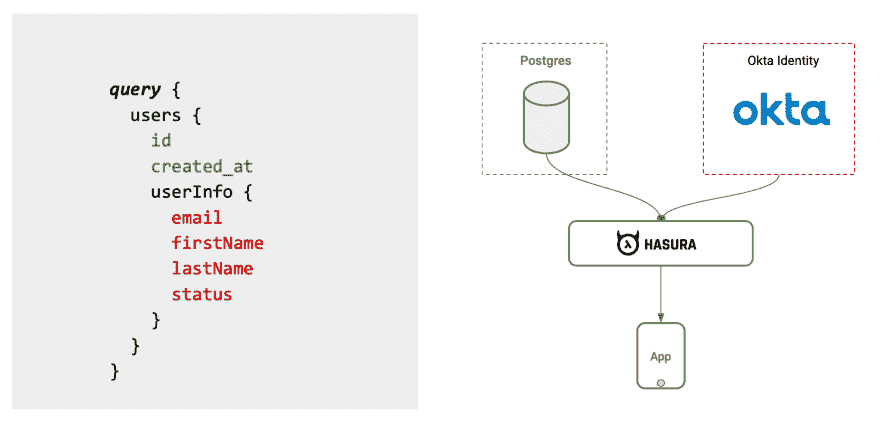 query {
  users {
    id
    created_at
    userInfo {
      email
      firstName
      lastName
      status
    }
  }
}
Postgres
Okta Identity
okta
HASURA
App